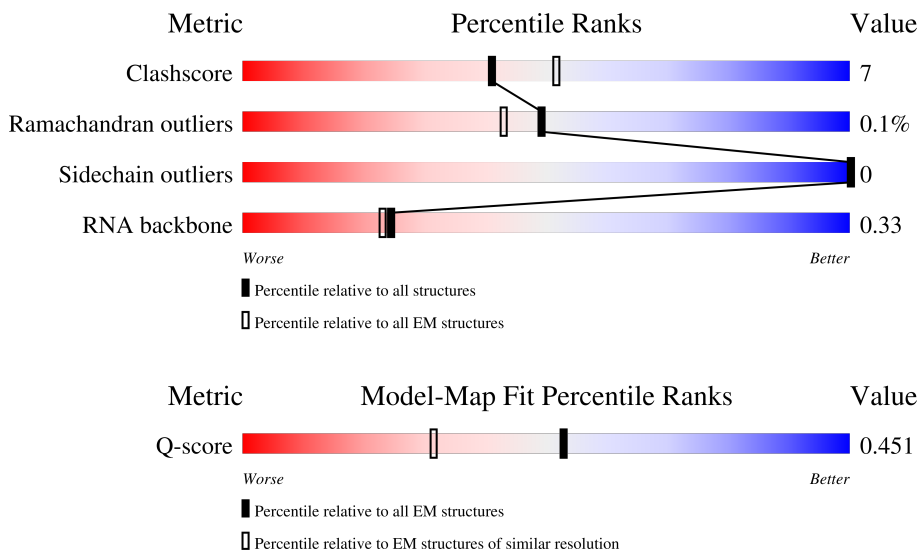 Metric Percentile Ranks Value
Clashscore 7
Ramachandran outliers 0.1%
Sidechain outliers 0
RNA backbone 0.33
Worse Better
Percentile relative to all structures
Percentile relative to all EM structures
Metric Model-Map Fit Percentile Ranks Value
Q-score 0.451
Worse Better
Percentile relative to all EM structures
Percentile relative to EM structures of similar resolution